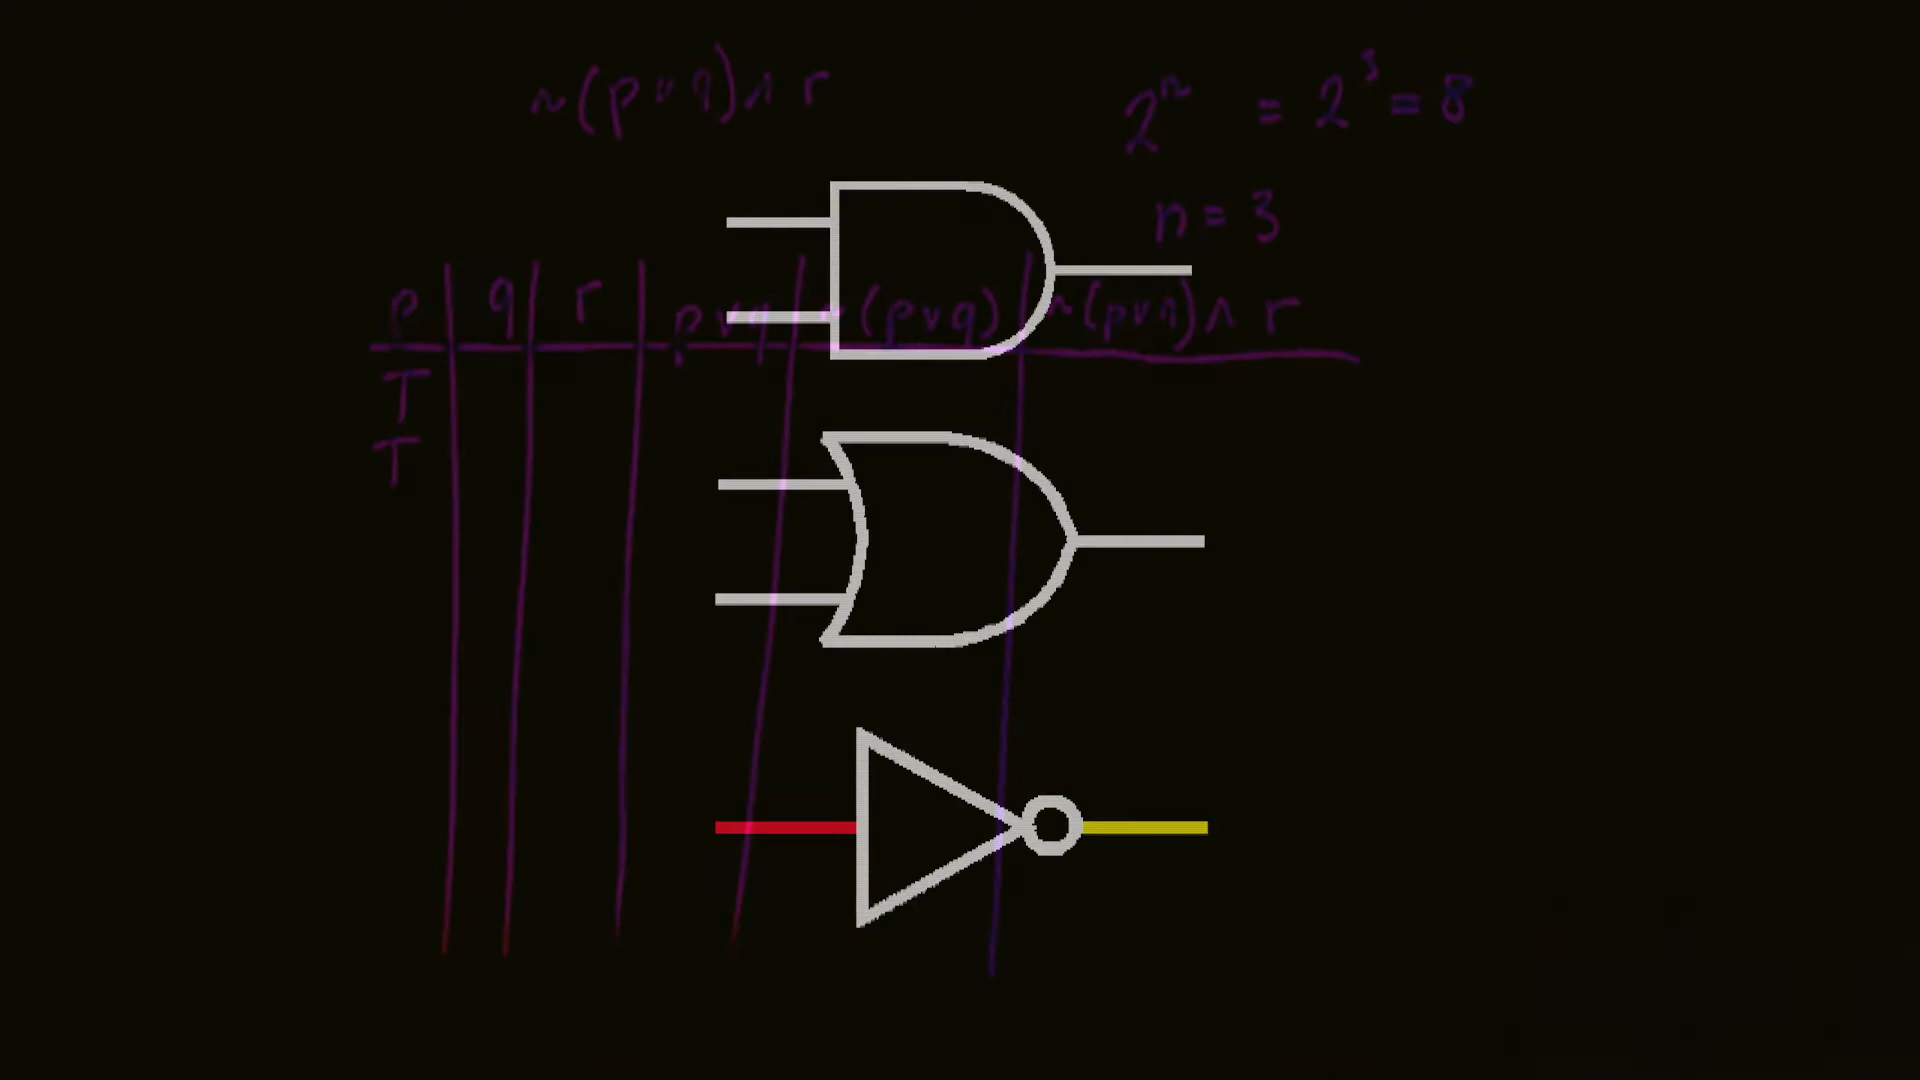 ~(p∨q)∧ r
2ⁿ = 2³ = 8
n = 3
p q r p∨q ~(p∨q) ~(p∨q)∧ r
T
T